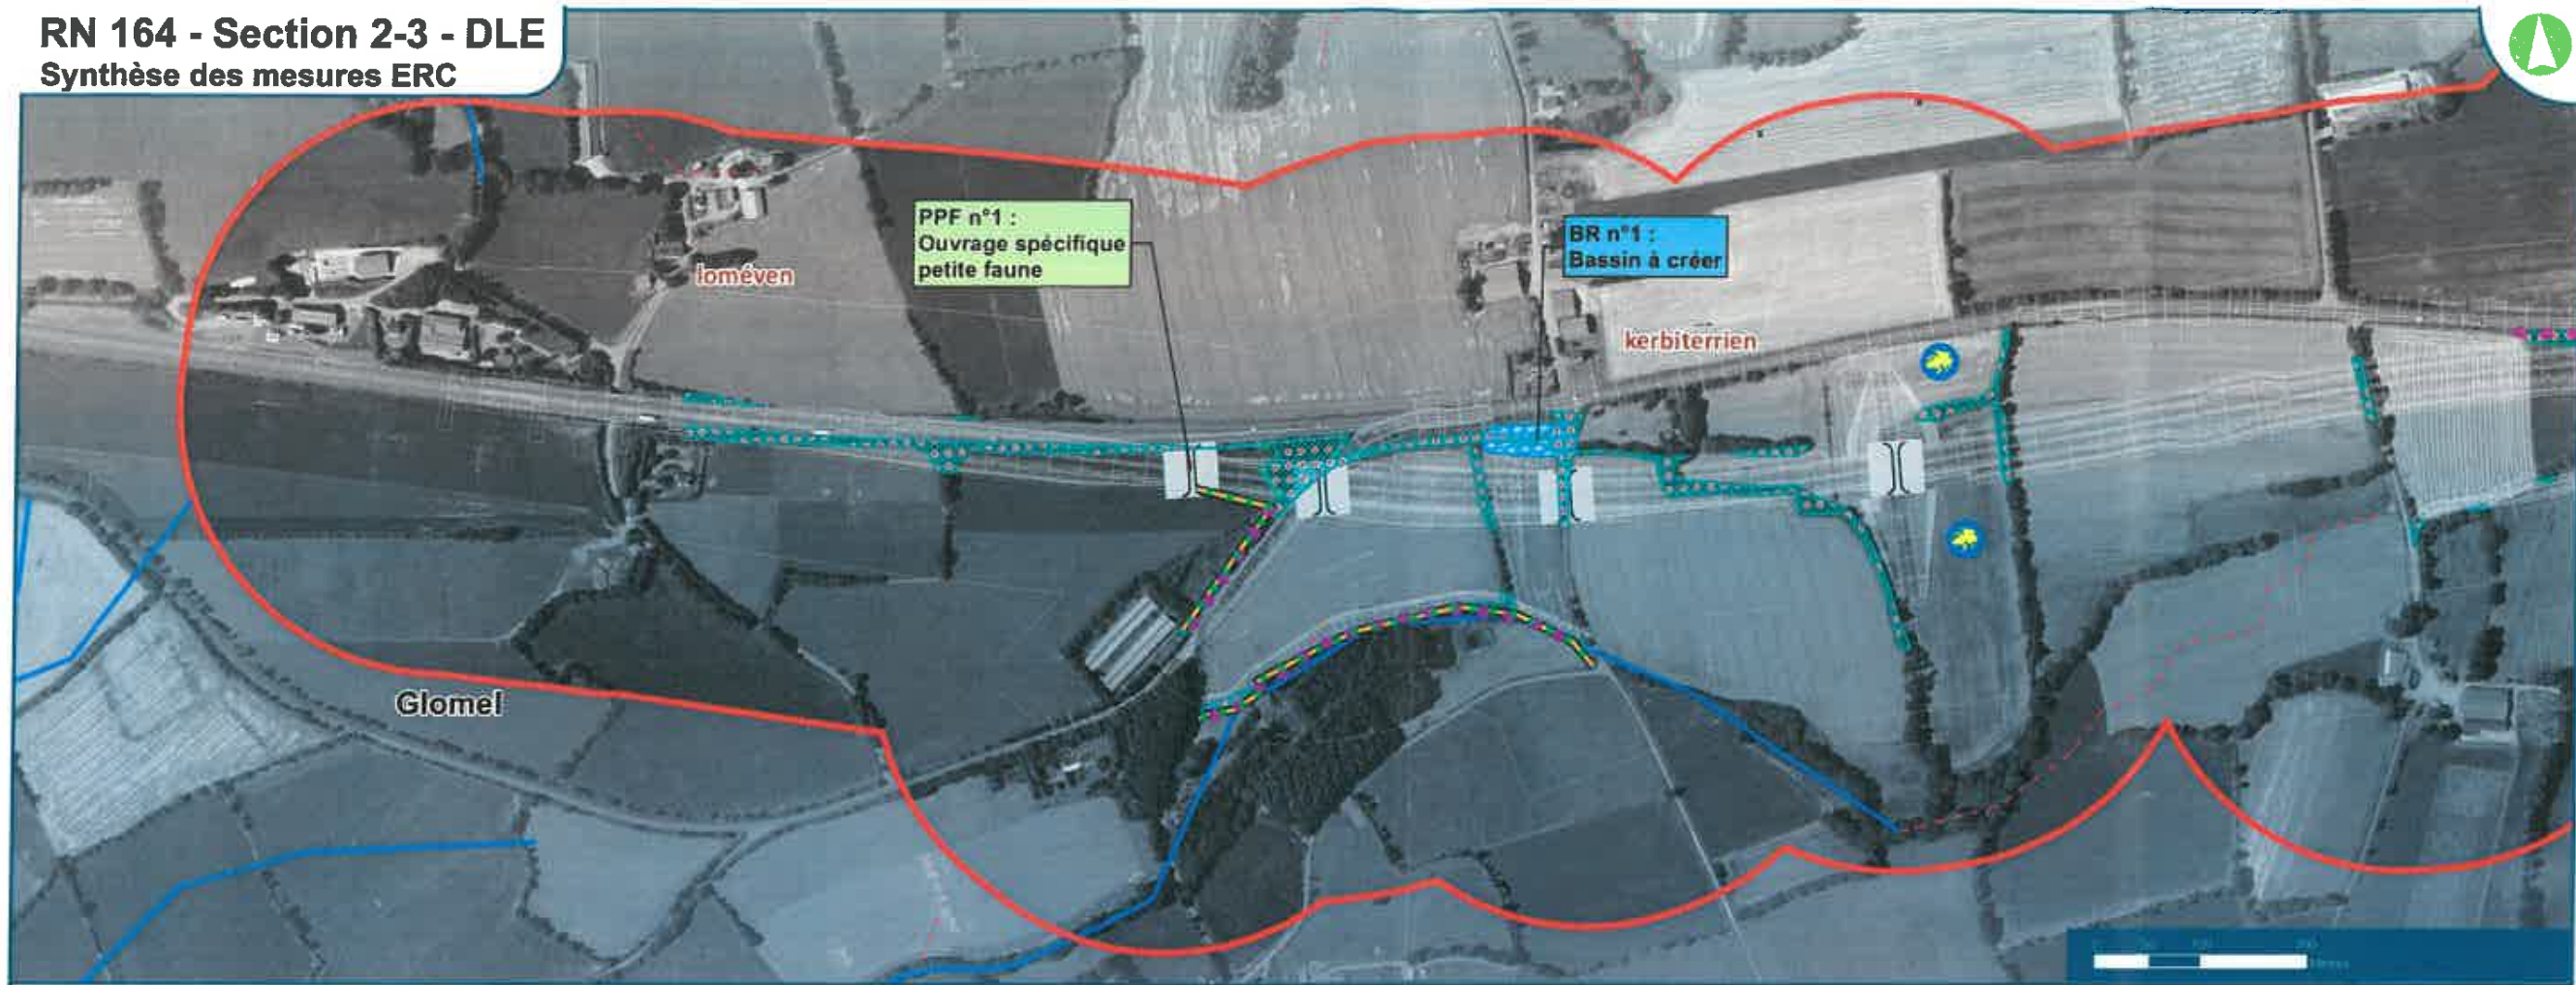 RN 164 - Section 2-3 - DLE
Synthèse des mesures ERC
PPF n°1 :
Ouvrage spécifique
petite faune
BR n°1 :
Bassin à créer
loméven
kerbiterrien
Glomel